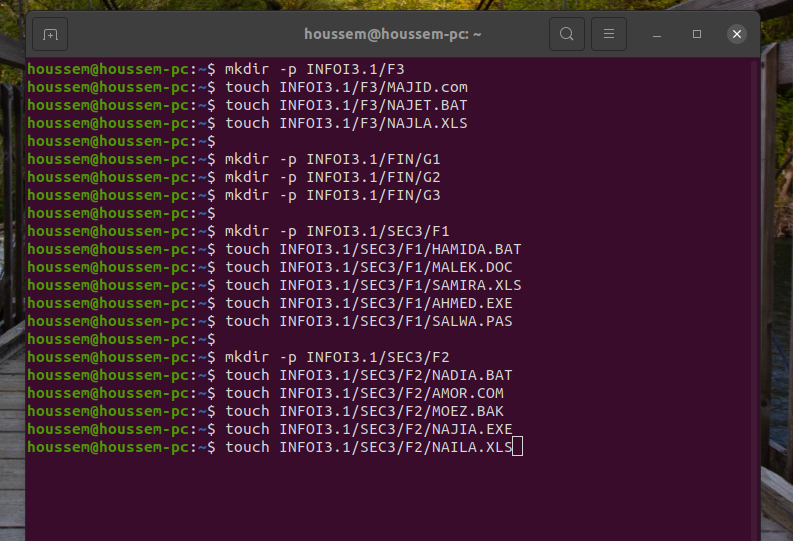 houssem@houssem-pc: ~
houssem@houssem-pc:~$ mkdir -p INFOI3.1/F3
houssem@houssem-pc:~$ touch INFOI3.1/F3/MAJID.com
houssem@houssem-pc:~$ touch INFOI3.1/F3/NAJET.BAT
houssem@houssem-pc:~$ touch INFOI3.1/F3/NAJLA.XLS
houssem@houssem-pc:~$
houssem@houssem-pc:~$ mkdir -p INFOI3.1/FIN/G1
houssem@houssem-pc:~$ mkdir -p INFOI3.1/FIN/G2
houssem@houssem-pc:~$ mkdir -p INFOI3.1/FIN/G3
houssem@houssem-pc:~$
houssem@houssem-pc:~$ mkdir -p INFOI3.1/SEC3/F1
houssem@houssem-pc:~$ touch INFOI3.1/SEC3/F1/HAMIDA.BAT
houssem@houssem-pc:~$ touch INFOI3.1/SEC3/F1/MALEK.DOC
houssem@houssem-pc:~$ touch INFOI3.1/SEC3/F1/SAMIRA.XLS
houssem@houssem-pc:~$ touch INFOI3.1/SEC3/F1/AHMED.EXE
houssem@houssem-pc:~$ touch INFOI3.1/SEC3/F1/SALWA.PAS
houssem@houssem-pc:~$
houssem@houssem-pc:~$ mkdir -p INFOI3.1/SEC3/F2
houssem@houssem-pc:~$ touch INFOI3.1/SEC3/F2/NADIA.BAT
houssem@houssem-pc:~$ touch INFOI3.1/SEC3/F2/AMOR.COM
houssem@houssem-pc:~$ touch INFOI3.1/SEC3/F2/MOEZ.BAK
houssem@houssem-pc:~$ touch INFOI3.1/SEC3/F2/NAJIA.EXE
houssem@houssem-pc:~$ touch INFOI3.1/SEC3/F2/NAILA.XLS